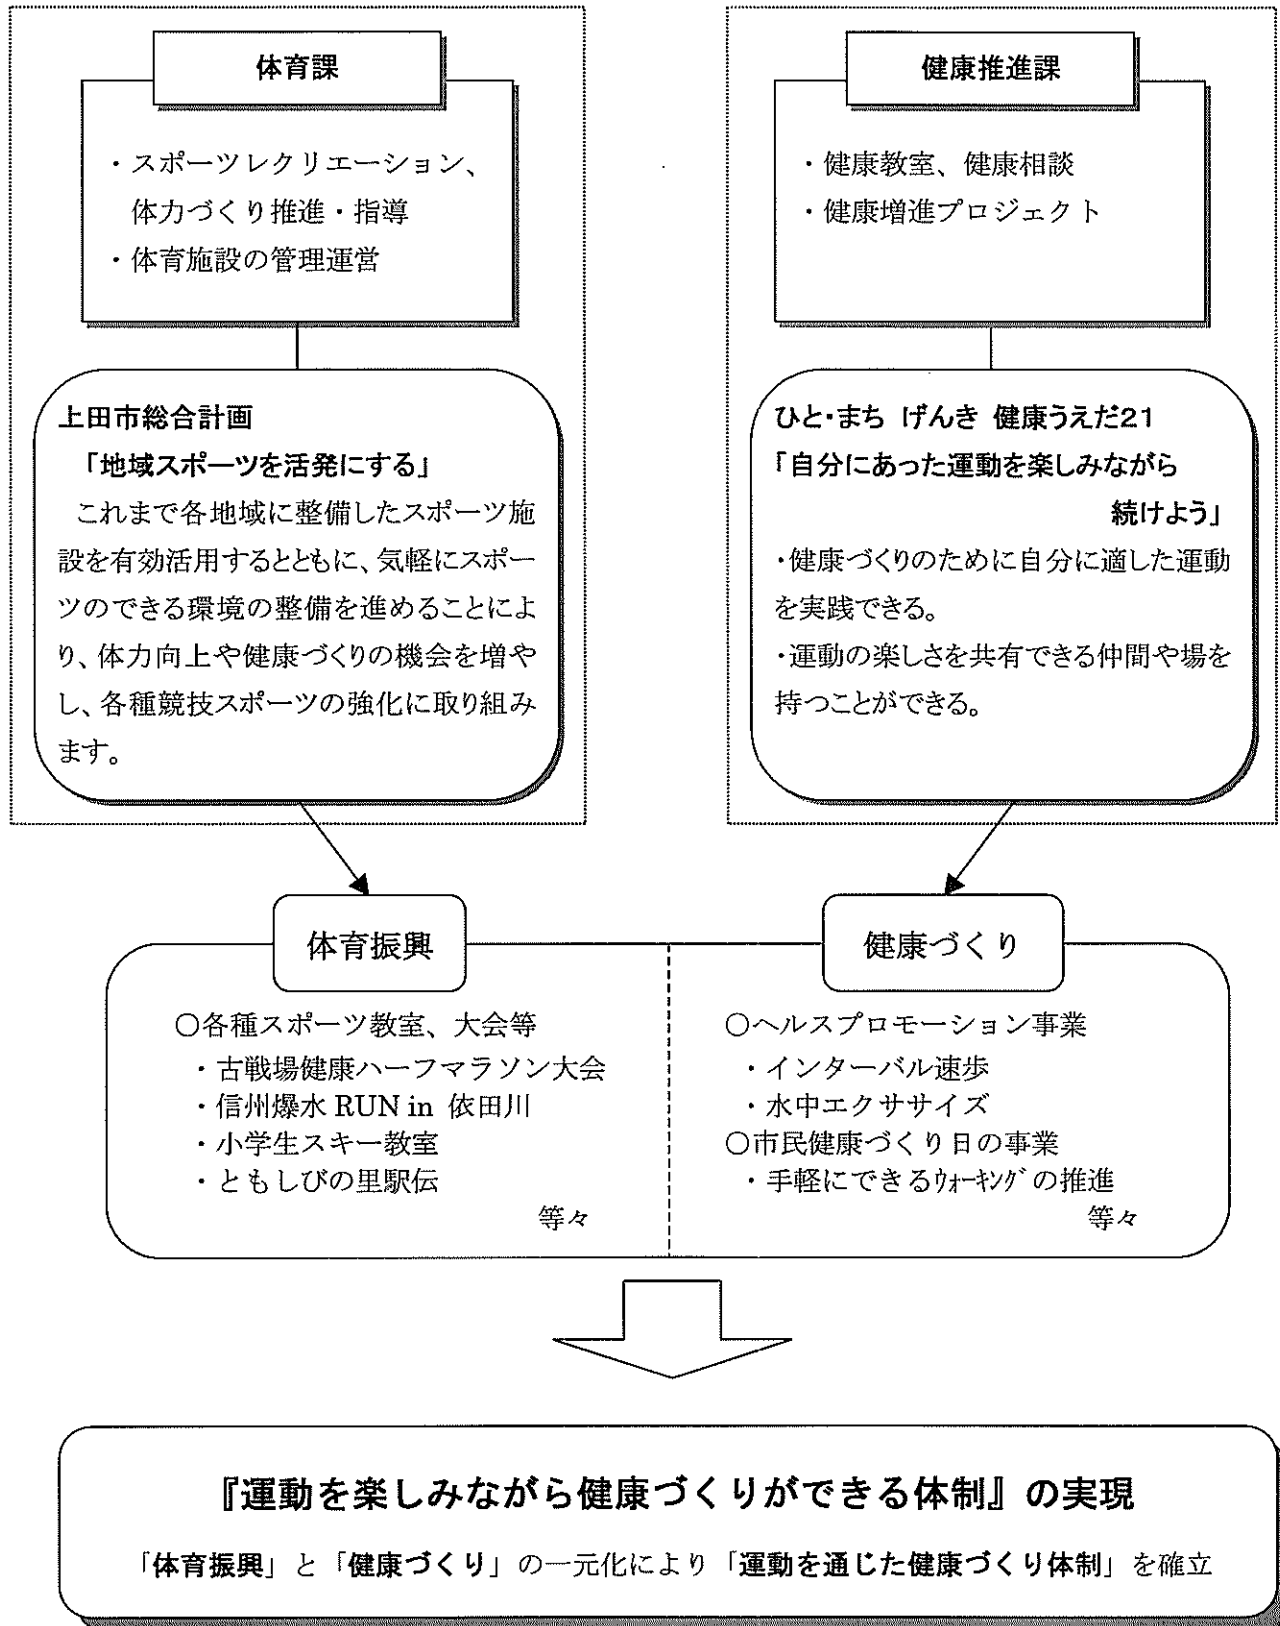 体育課
・スポーツレクリエーション、
体力づくり推進・指導
・体育施設の管理運営
上田市総合計画
「地域スポーツを活発にする」
これまで各地域に整備したスポーツ施
設を有効活用するとともに、気軽にスポー
ツのできる環境の整備を進めることによ
り、体力向上や健康づくりの機会を増や
し、各種競技スポーツの強化に取り組み
ます。
健康推進課
・健康教室、健康相談
・健康増進プロジェクト
ひと・まち げんき 健康うえだ21
「自分にあった運動を楽しみながら
続けよう」
・健康づくりのために自分に適した運動
を実践できる。
・運動の楽しさを共有できる仲間や場を
持つことができる。
体育振興
○各種スポーツ教室、大会等
・古戦場健康ハーフマラソン大会
・信州爆水 RUN in 依田川
・小学生スキー教室
・ともしびの里駅伝
等々
健康づくり
○ヘルスプロモーション事業
・インターバル速歩
・水中エクササイズ
○市民健康づくり日の事業
・手軽にできるｳｫｰｷﾝｸﾞの推進
等々
『運動を楽しみながら健康づくりができる体制』の実現
「体育振興」と「健康づくり」の一元化により「運動を通じた健康づくり体制」を確立